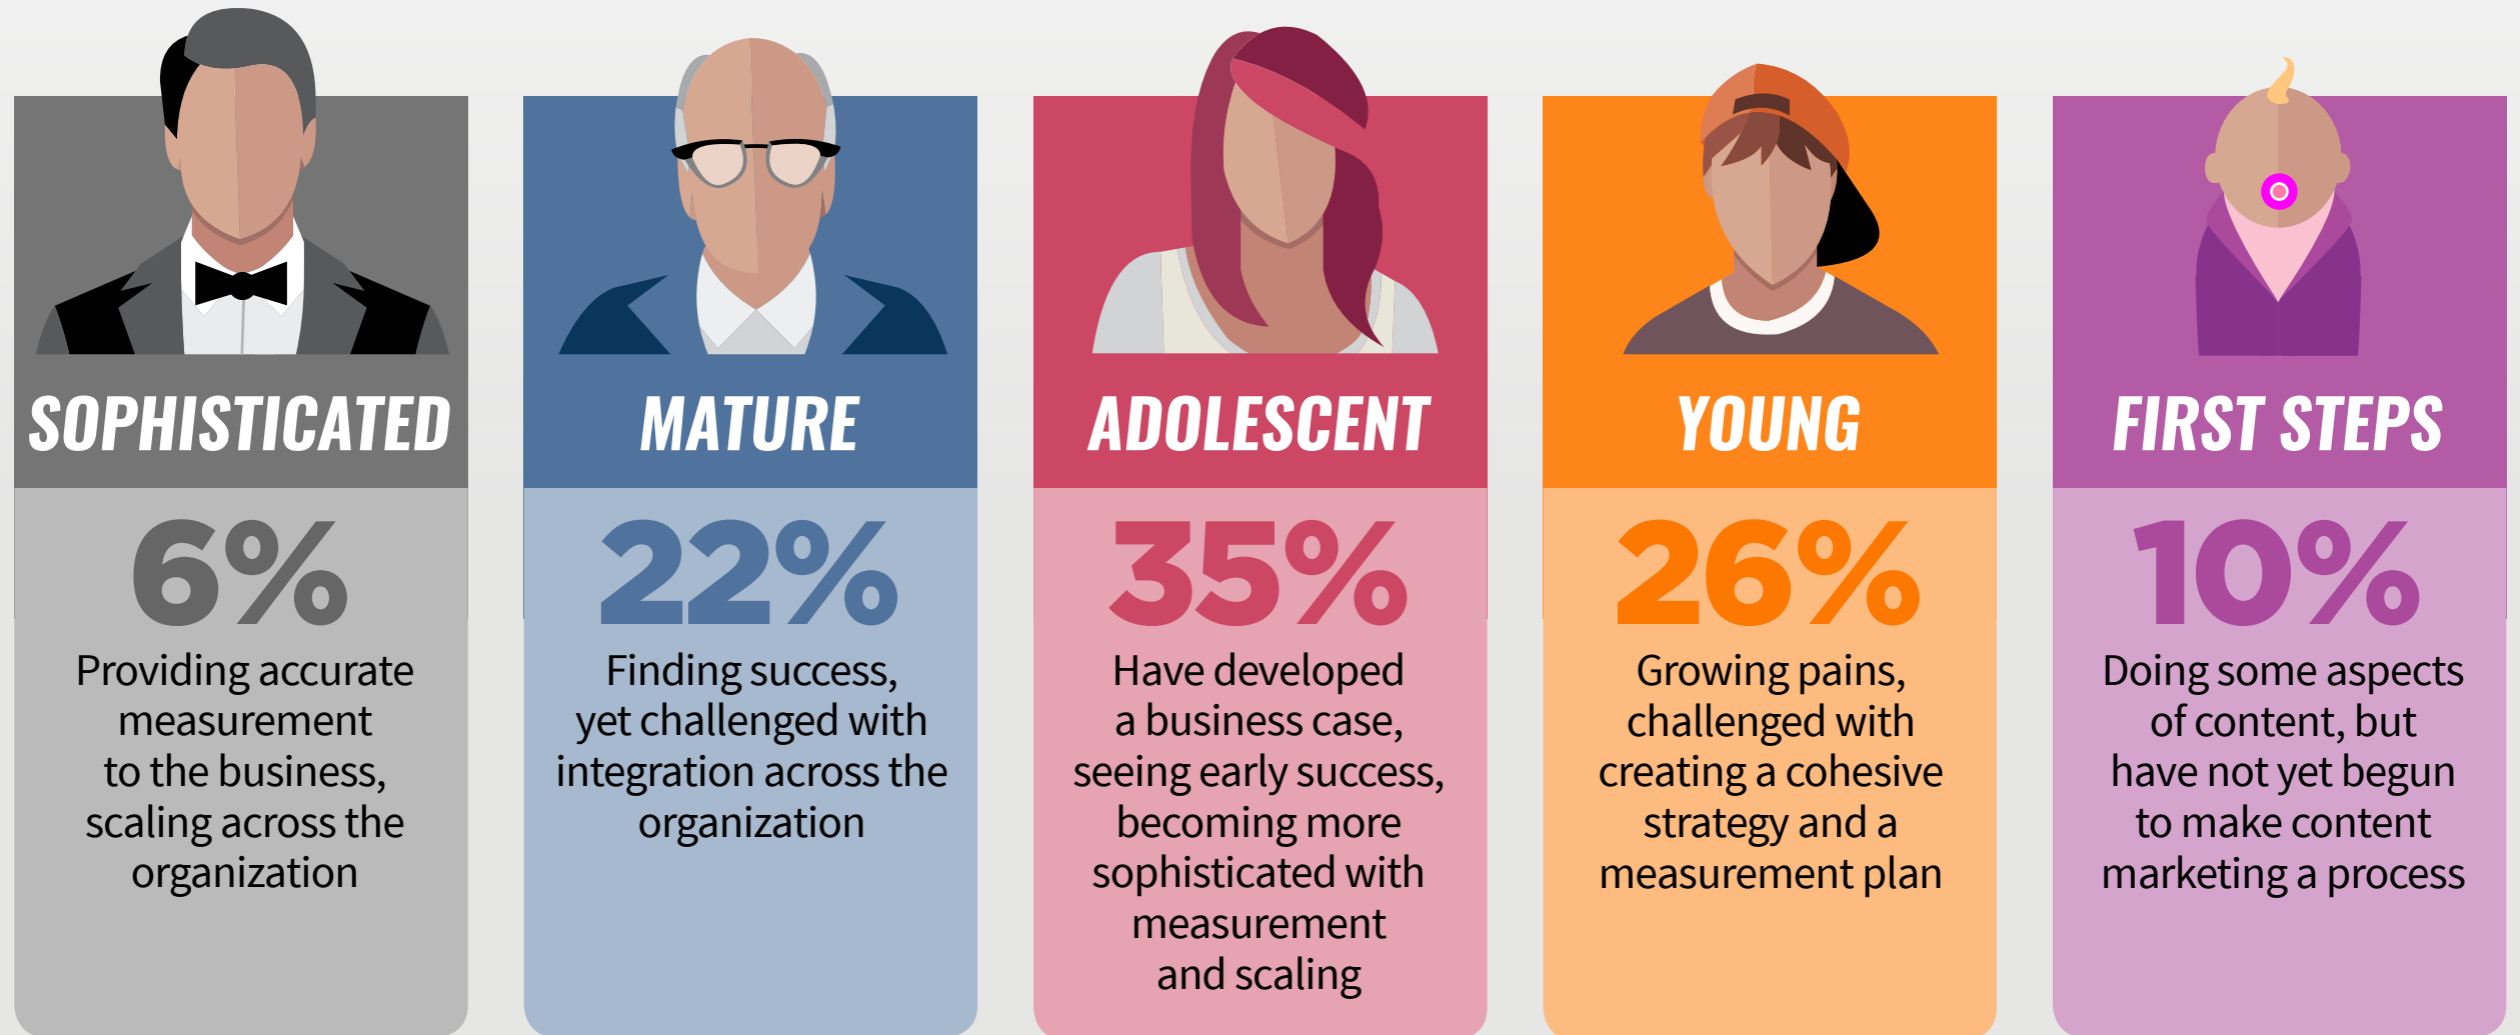 SOPHISTICATED
6%
Providing accurate
measurement
to the business,
scaling across the
organization
MATURE
22%
Finding success,
yet challenged with
integration across the
organization
ADOLESCENT
35%
Have developed
a business case,
seeing early success,
becoming more
sophisticated with
measurement
and scaling
YOUNG
26%
Growing pains,
challenged with
creating a cohesive
strategy and a
measurement plan
FIRST STEPS
10%
Doing some aspects
of content, but
have not yet begun
to make content
marketing a process